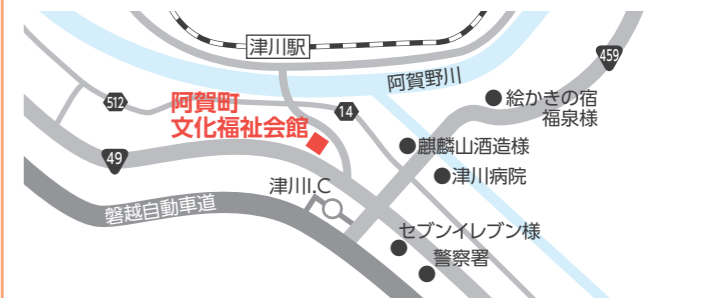 津川駅
459
阿賀野川
絵かきの宿
福泉様
512
阿賀町
文化福祉会館
14
麒麟山酒造様
49
津川病院
津川I.C
磐越自動車道
セブンイレブン様
警察署